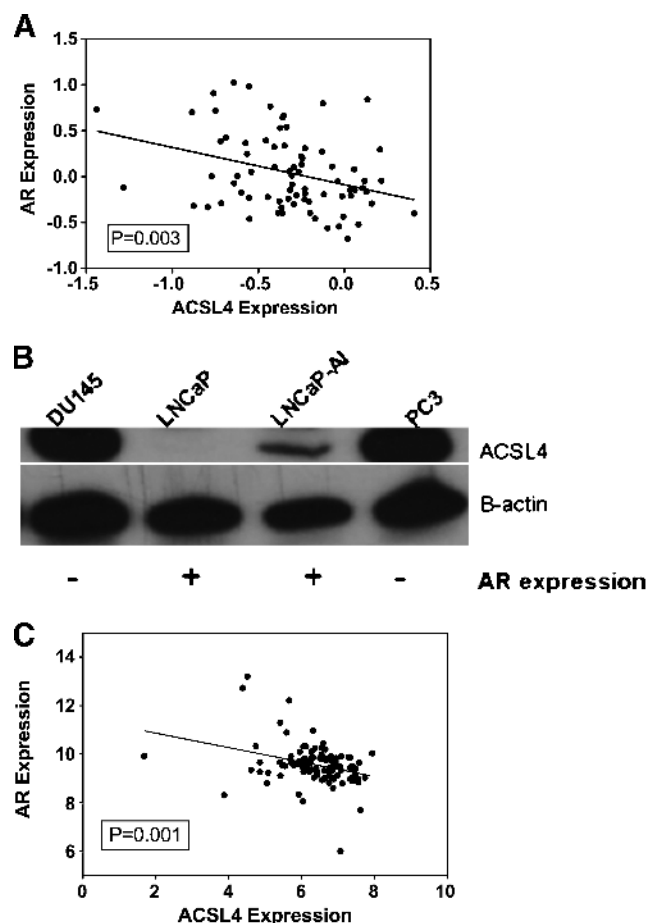 A
1.5
1.0
0.5
0.0
-0.5
-1.0
AR Expression
P=0.003
-1.5 -1.0 -0.5 0.0 0.5
ACSL4 Expression
B
DU145 LNCaP LNCaP-AI PC3
ACSL4
B-actin
- + + - AR expression
C
14
12
10
8
6
AR Expression
P=0.001
0 2 4 6 8 10
ACSL4 Expression